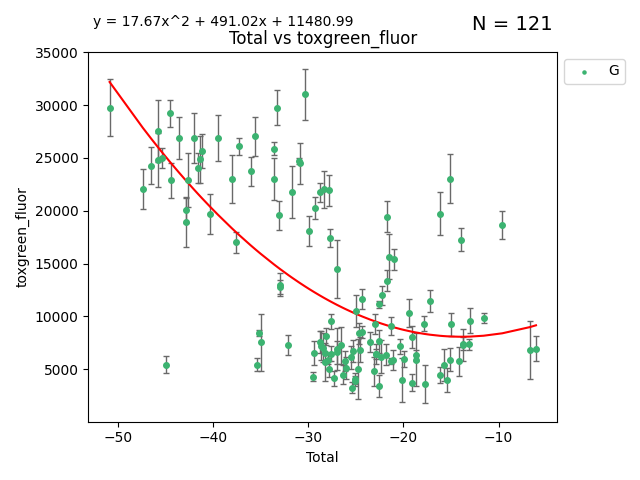 y = 17.67x^2 + 491.02x + 11480.99
N = 121
Total vs toxgreen_fluor
G
toxgreen_fluor
35000
30000
25000
20000
15000
10000
5000
−50
−40
−30
−20
−10
Total